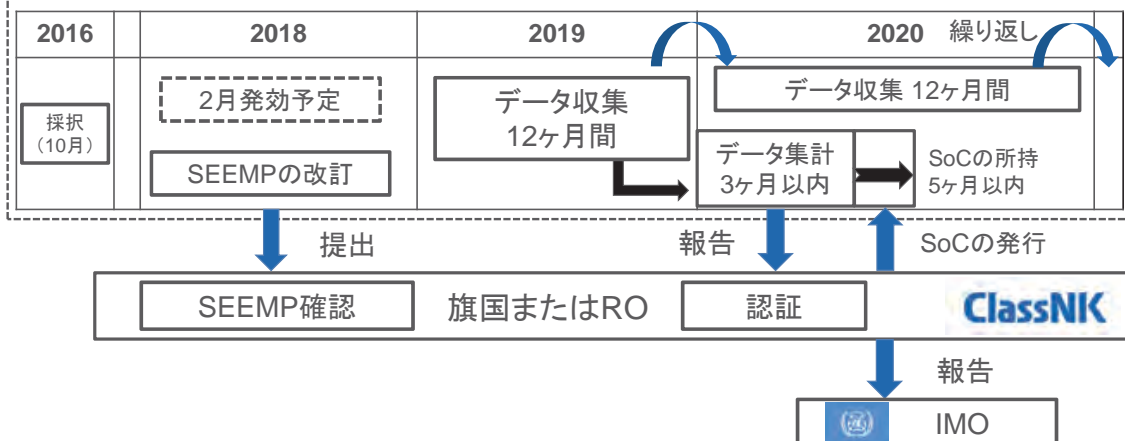 2016
2018
2019
2020
繰り返し
採択
(10月)
2月発効予定
SEEMPの改訂
データ収集
12ヶ月間
データ収集 12ヶ月間
データ集計
3ヶ月以内
SoCの所持
5ヶ月以内
提出
報告
SoCの発行
SEEMP確認
旗国またはRO
認証
ClassNK
報告
IMO